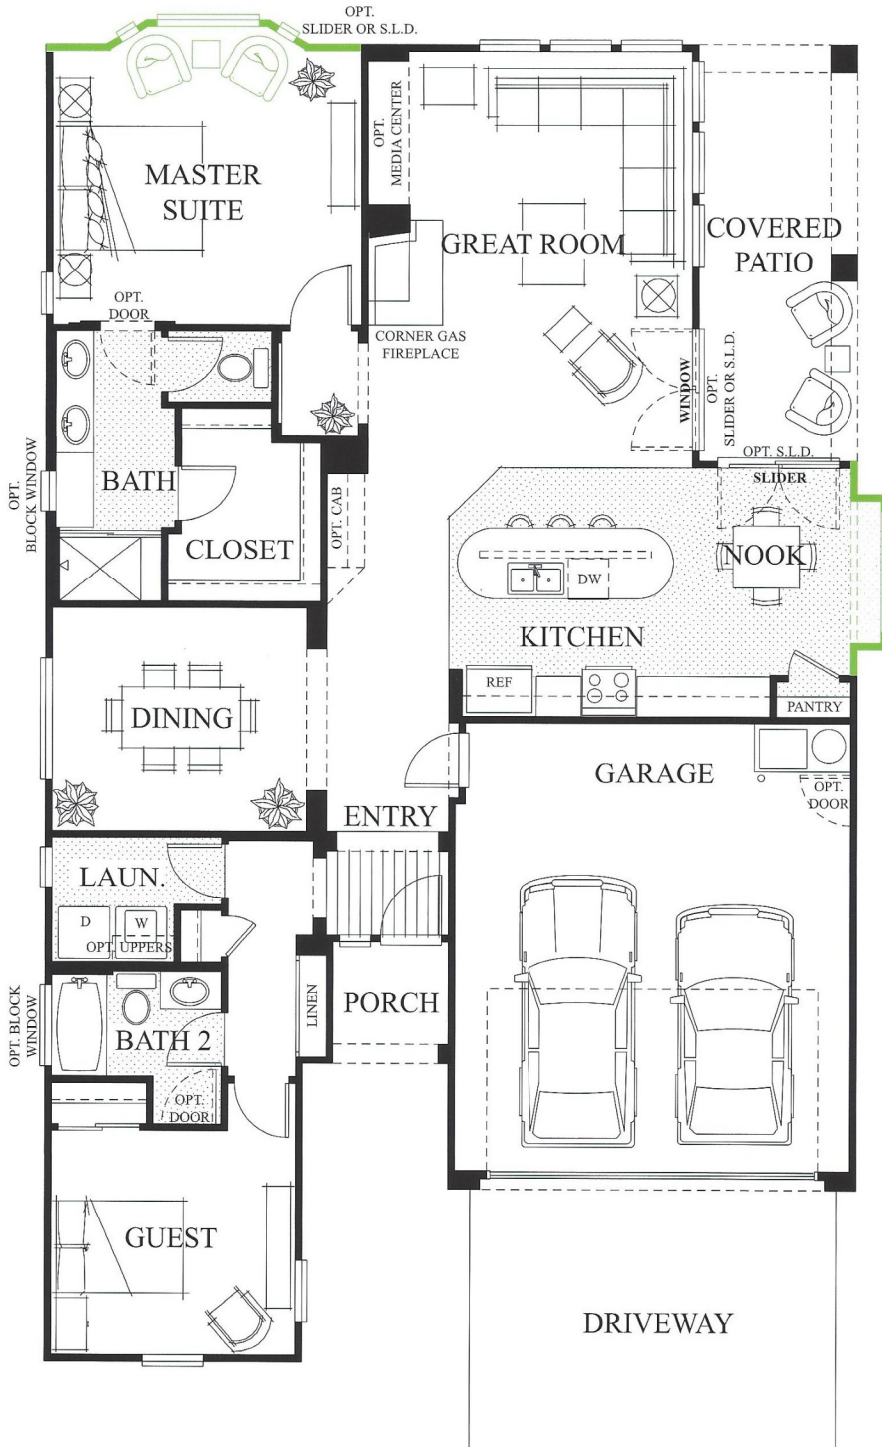 OPT.
SLIDER OR S.L.D.
MASTER
SUITE
OPT.
MEDIA CENTER
GREAT ROOM
COVERED
PATIO
OPT.
DOOR
CORNER GAS
FIREPLACE
WINDOW
OPT.
SLIDER OR S.L.D.
OPT. S.L.D.
SLIDER
OPT.
BLOCK WINDOW
BATH
CLOSET
OPT. CAB
NOOK
DW
KITCHEN
REF
PANTRY
DINING
GARAGE
OPT.
DOOR
ENTRY
LAUN.
D
W
OPT. UPPERS
OPT. BLOCK
WINDOW
BATH 2
LINEN
PORCH
OPT.
DOOR
GUEST
DRIVEWAY